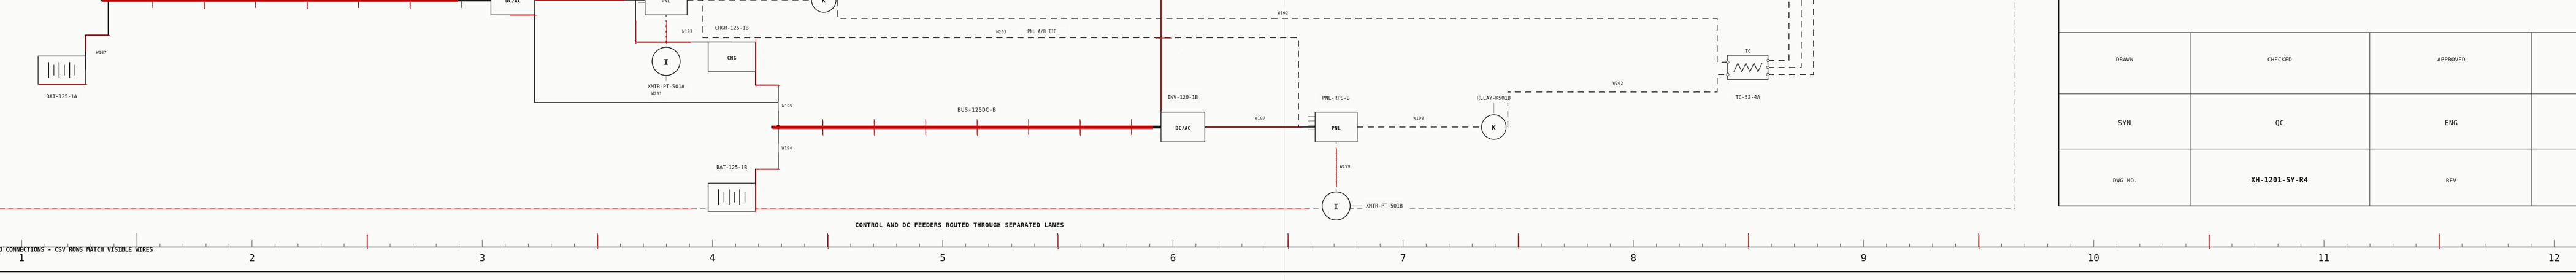 DC/AC
PNL
K
W192
CHGR-125-1B
W193
W203
PNL A/B TIE
W187
CHG
I
TC
BAT-125-1A
XMTR-PT-501A
W201
W202
TC-52-4A
W195
BUS-125DC-B
INV-120-1B
PNL-RPS-B
RELAY-K501B
W197
W198
DC/AC
PNL
K
W194
BAT-125-1B
W199
I
XMTR-PT-501B
CONTROL AND DC FEEDERS ROUTED THROUGH SEPARATED LANES
CONNECTIONS - CSV ROWS MATCH VISIBLE WIRES
1 2 3 4 5 6 7 8 9 10 11 12
DRAWN CHECKED APPROVED
SYN QC ENG
DWG NO. XH-1201-SY-R4 REV